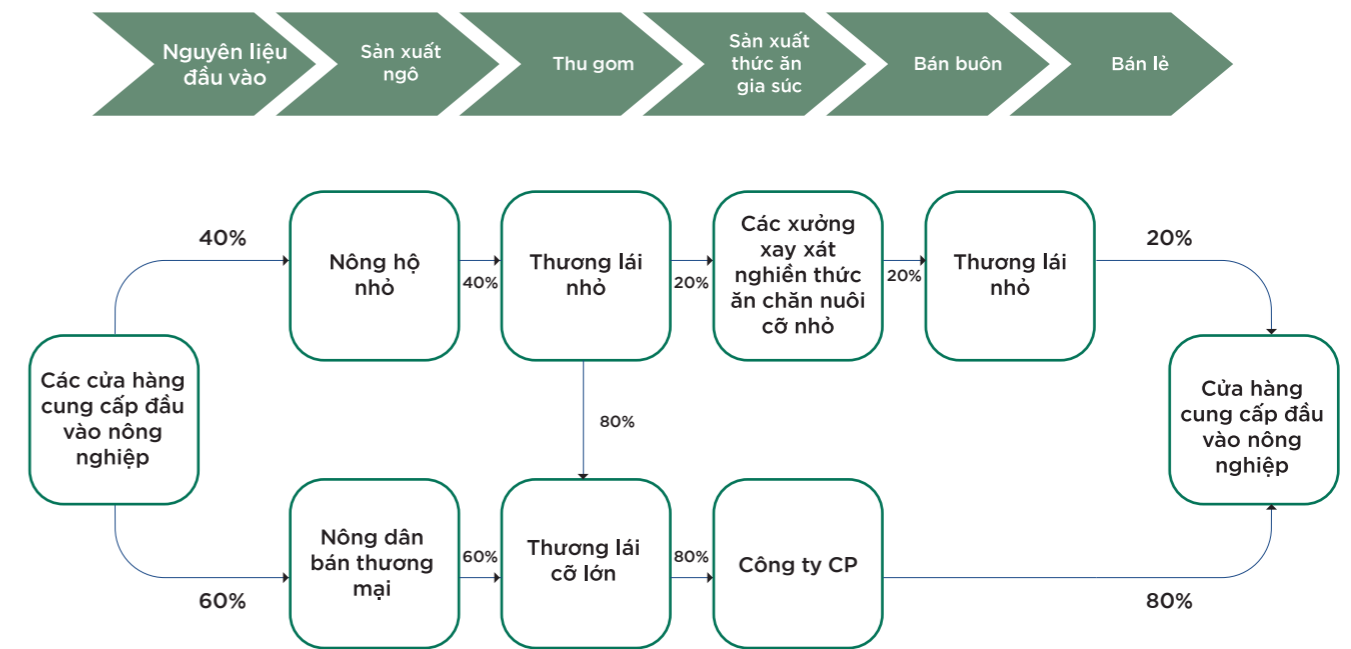 Nguyên liệu
đầu vào
Sản xuất
ngô
Thu gom
Sản xuất
thức ăn
gia súc
Bán buôn
Bán lẻ
40%
Nông hộ
nhỏ
40%
Thương lái
nhỏ
20%
Các xưởng
xay xát
nghiền thức
ăn chăn nuôi
cỡ nhỏ
20%
Thương lái
nhỏ
20%
Các cửa hàng
cung cấp đầu
vào nông
nghiệp
80%
Cửa hàng
cung cấp đầu
vào nông
nghiệp
60%
Nông dân
bán thương
mại
60%
Thương lái
cỡ lớn
80%
Công ty CP
80%